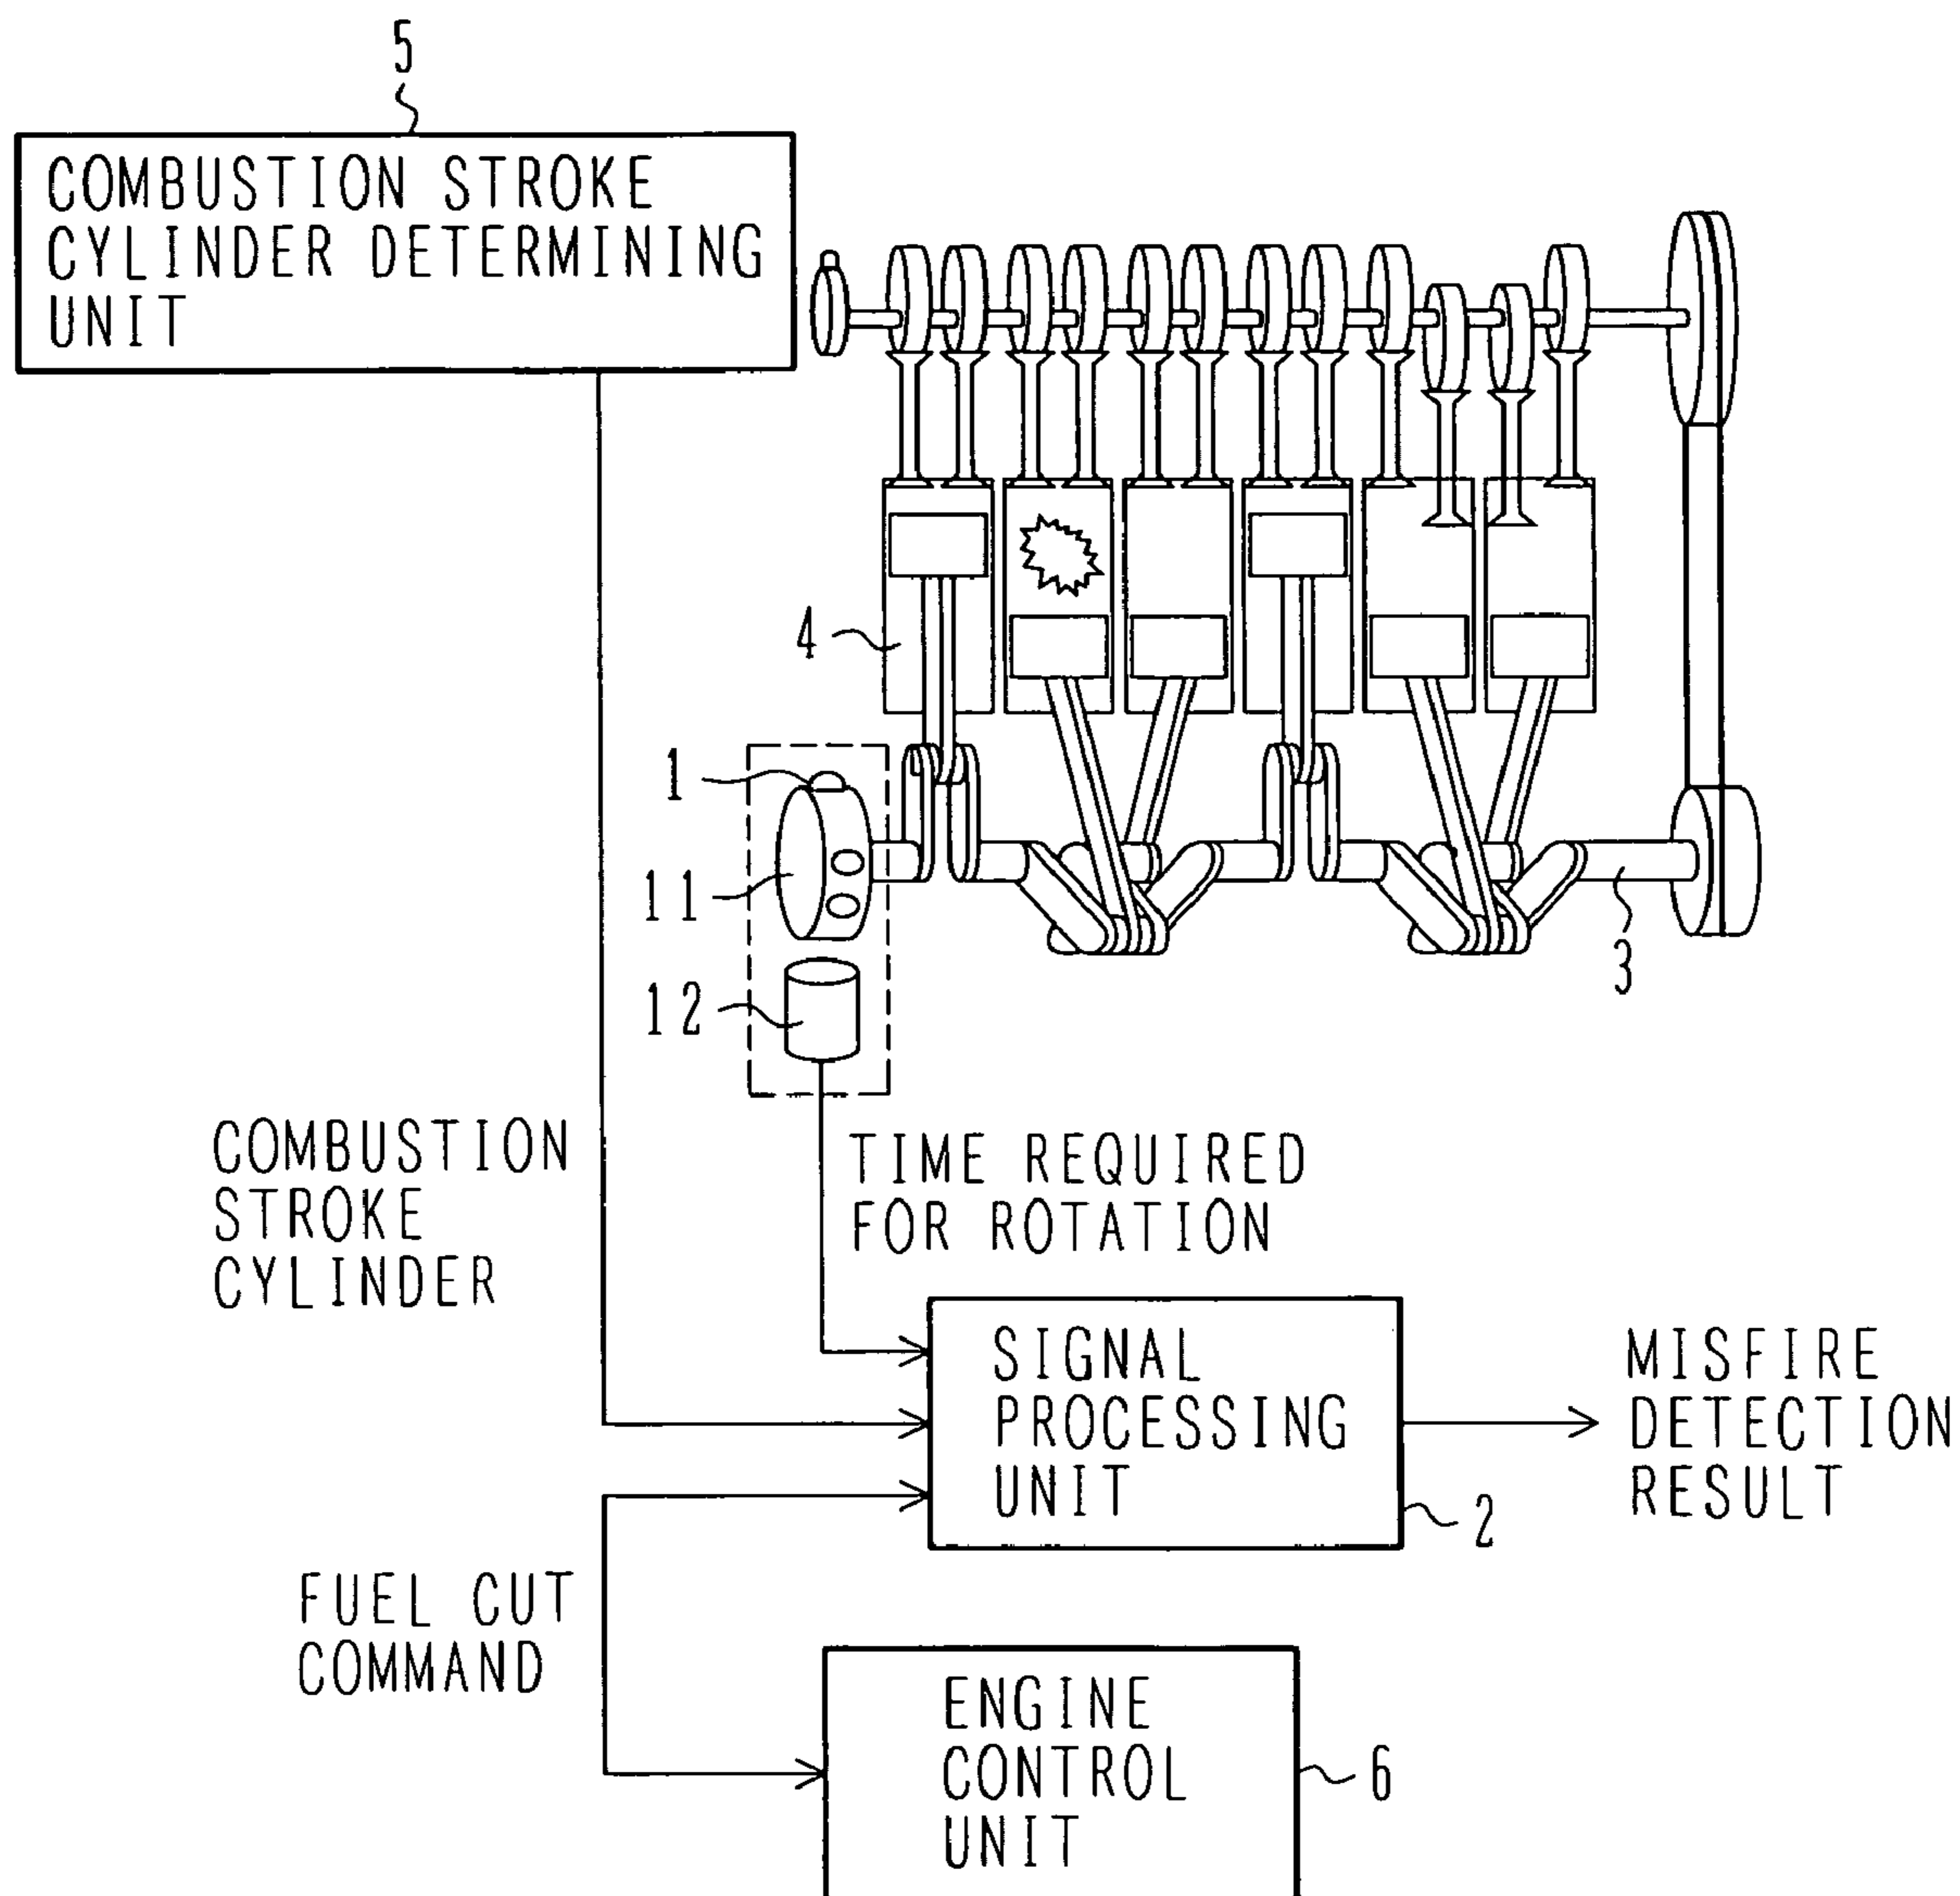 5
COMBUSTION STROKE
CYLINDER DETERMINING
UNIT
4
1
11
12
3
COMBUSTION
STROKE
CYLINDER
TIME REQUIRED
FOR ROTATION
SIGNAL
PROCESSING
UNIT
2
MISFIRE
DETECTION
RESULT
FUEL CUT
COMMAND
ENGINE
CONTROL
UNIT
6